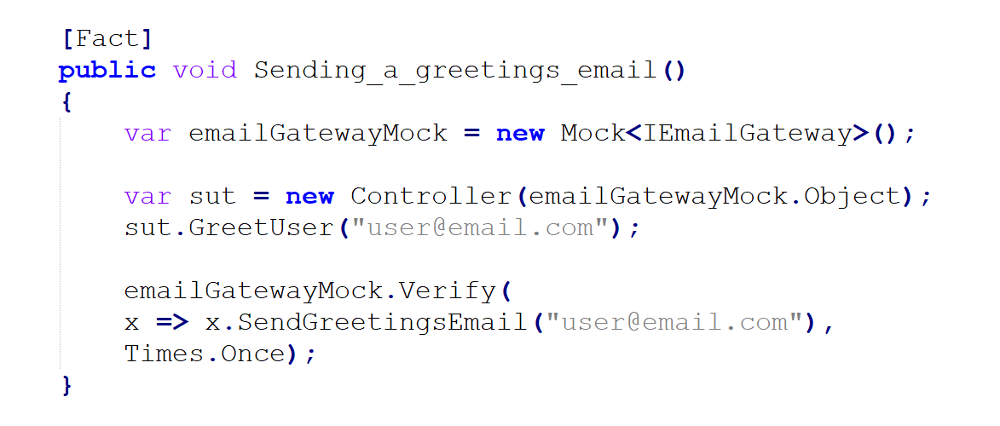 [Fact]
public void Sending_a_greetings_email()
{
var emailGatewayMock = new Mock<IEmailGateway>();
var sut = new Controller(emailGatewayMock.Object);
sut.GreetUser("user@email.com");
emailGatewayMock.Verify(
x => x.SendGreetingsEmail("user@email.com"),
Times.Once);
}